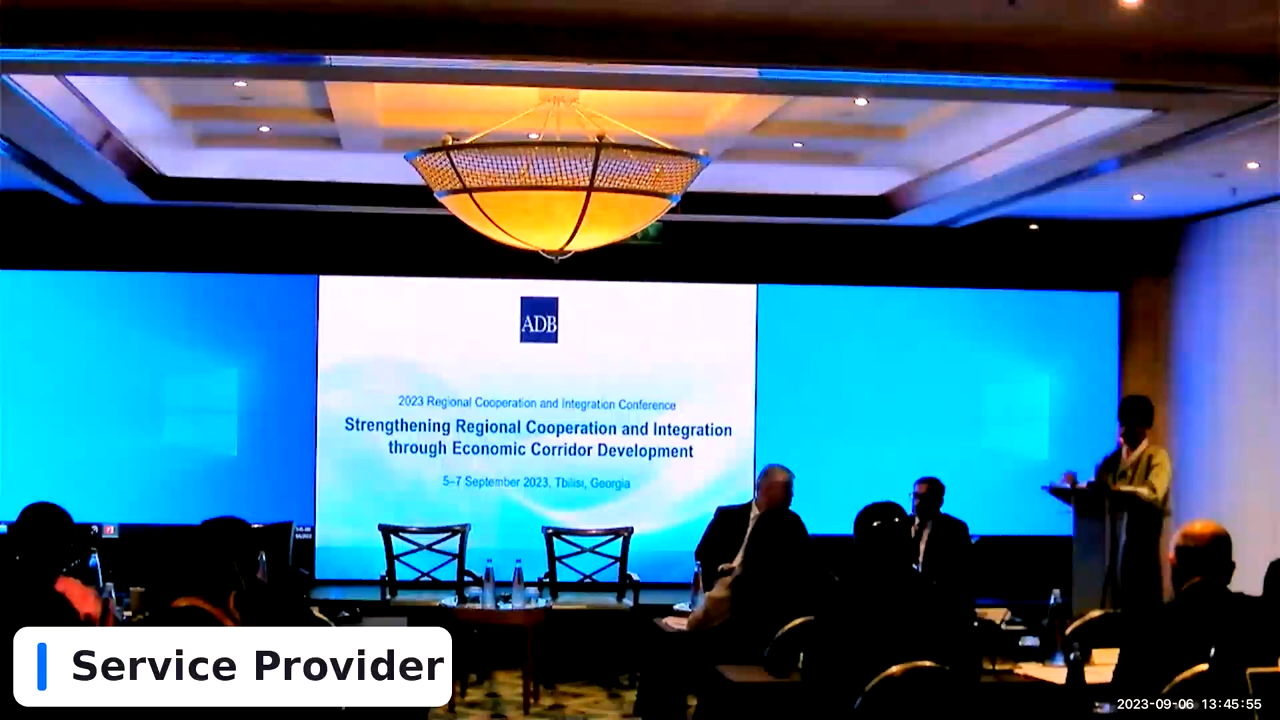 ADB
2023 Regional Cooperation and Integration Conference
Strengthening Regional Cooperation and Integration
through Economic Corridor Development
5–7 September 2023, Tbilisi, Georgia
Service Provider
2023-09-06 13:45:55